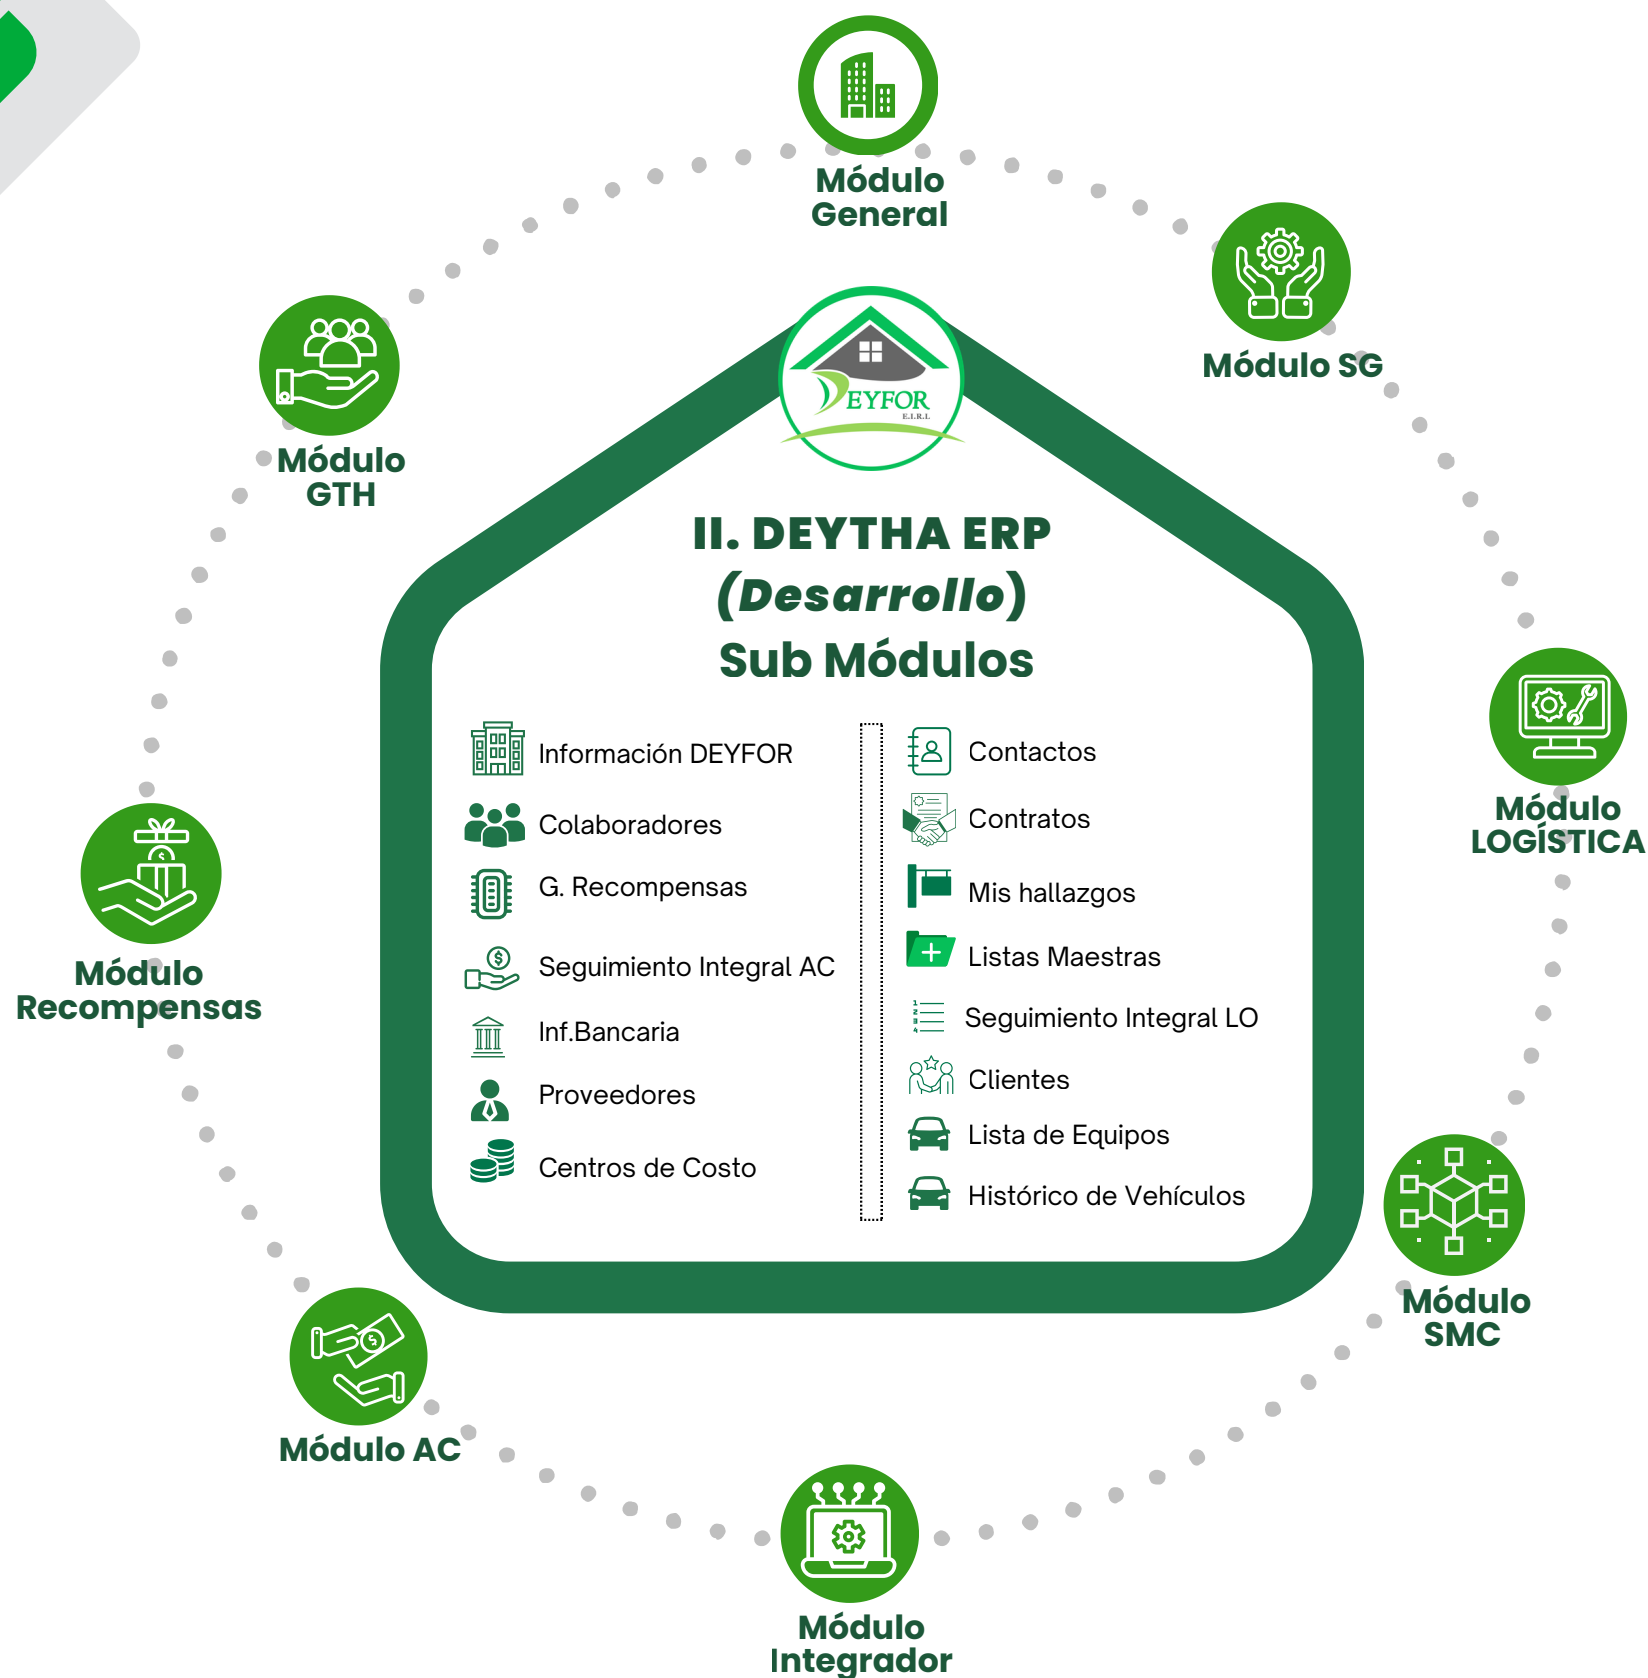 Módulo
General
Módulo SG
Módulo
GTH
DEYFOR
E.I.R.L
II. DEYTHA ERP
(Desarrollo)
Sub Módulos
Información DEYFOR
Colaboradores
G. Recompensas
Seguimiento Integral AC
Inf.Bancaria
Proveedores
Centros de Costo
Contactos
Contratos
Mis hallazgos
Listas Maestras
Seguimiento Integral LO
Clientes
Lista de Equipos
Histórico de Vehículos
Módulo
LOGÍSTICA
Módulo
Recompensas
Módulo
SMC
Módulo AC
Módulo
Integrador